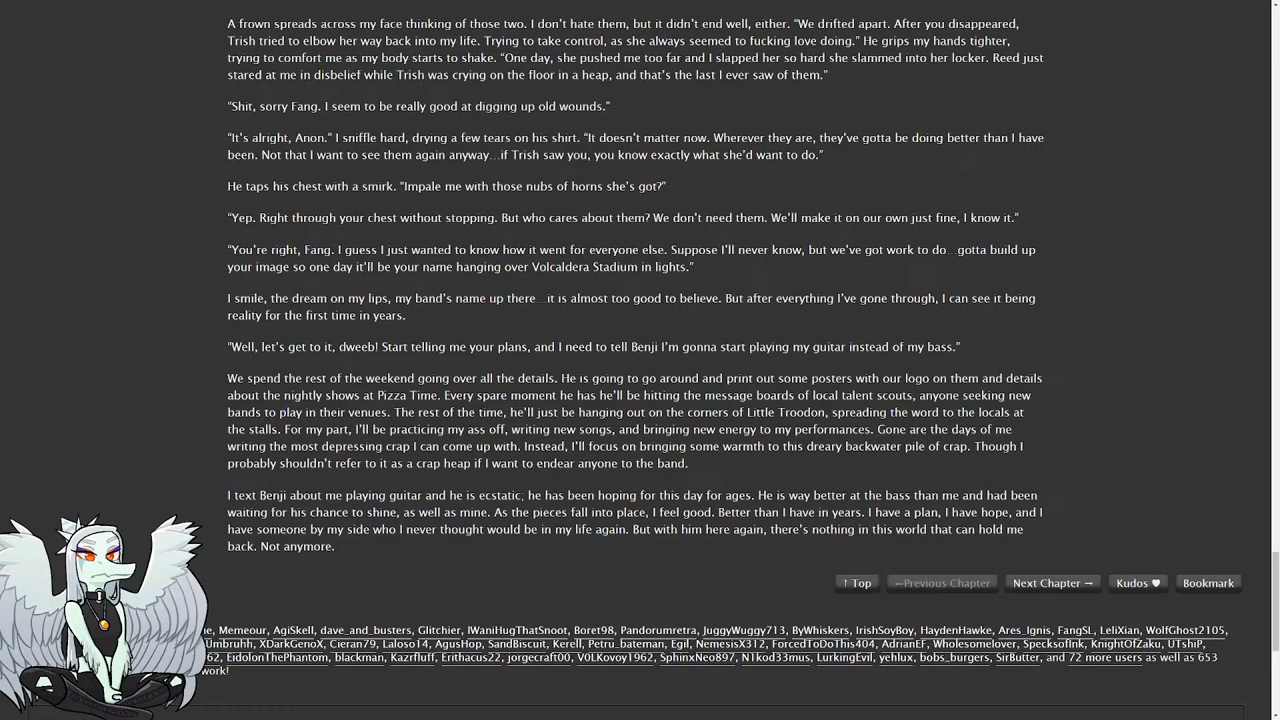 A frown spreads across my face thinking of those two. I don't hate them, but it didn't end well, either. “We drifted apart. After you disappeared,
Trish tried to elbow her way back into my life. Trying to take control, as she always seemed to fucking love doing.” He grips my hands tighter,
trying to comfort me as my body starts to shake. “One day, she pushed me too far and I slapped her so hard she slammed into her locker. Reed just
stared at me in disbelief while Trish was crying on the floor in a heap, and that's the last I ever saw of them.”
“Shit, sorry Fang. I seem to be really good at digging up old wounds.”
“It's alright, Anon.” I sniffle hard, drying a few tears on his shirt. “It doesn't matter now. Wherever they are, they've gotta be doing better than I have
been. Not that I want to see them again anyway…if Trish saw you, you know exactly what she'd want to do.”
He taps his chest with a smirk. “Impale me with those nubs of horns she's got?”
“Yep. Right through your chest without stopping. But who cares about them? We don't need them. We'll make it on our own just fine, I know it.”
“You're right, Fang. I guess I just wanted to know how it went for everyone else. Suppose I'll never know, but we've got work to do…gotta build up
your image so one day it'll be your name hanging over Volcaldera Stadium in lights.”
I smile, the dream on my lips, my band's name up there…it is almost too good to believe. But after everything I've gone through, I can see it being
reality for the first time in years.
“Well, let's get to it, dweeb! Start telling me your plans, and I need to tell Benji I'm gonna start playing my guitar instead of my bass.”
We spend the rest of the weekend going over all the details. He is going to go around and print out some posters with our logo on them and details
about the nightly shows at Pizza Time. Every spare moment he has he'll be hitting the message boards of local talent scouts, anyone seeking new
bands to play in their venues. The rest of the time, he'll just be hanging out on the corners of Little Troodon, spreading the word to the locals at
the stalls. For my part, I'll be practicing my ass off, writing new songs, and bringing new energy to my performances. Gone are the days of me
writing the most depressing crap I can come up with. Instead, I'll focus on bringing some warmth to this dreary backwater pile of crap. Though I
probably shouldn't refer to it as a crap heap if I want to endear anyone to the band.
I text Benji about me playing guitar and he is ecstatic; he has been hoping for this day for ages. He is way better at the bass than me and had been
waiting for his chance to shine, as well as mine. As the pieces fall into place, I feel good. Better than I have in years. I have a plan, I have hope, and I
have someone by my side who I never thought would be in my life again. But with him here again, there's nothing in this world that can hold me
back. Not anymore.
↑ Top ←Previous Chapter Next Chapter → Kudos ♥ Bookmark
Memeour, AgiSkell, dave_and_busters, Glitchier, IWaniHugThatSnoot, Boret98, Pandorumretra, JuggyWuggy713, ByWhiskers, IrishSoyBoy, HaydenHawke, Ares_Ignis, FangSL, LeliXian, WolfGhost2105,
Umbruhh, XDarkGenoX, Cieran79, Laloso14, AgusHop, SandBiscuit, Kerell, Petru_bateman, Egil, NemesisX312, ForcedToDoThis404, AdrianEF, Wholesomelover, SpecksofInk, KnightOfZaku, UTshiP,
62, EidolonThePhantom, blackman, Kazrfluff, Erithacus22, jorgecraft00, V0LKovoy1962, SphinxNeo897, NTkod33mus, LurkingEvil, yehlux, bobs_burgers, SirButter, and 72 more users as well as 653
work!